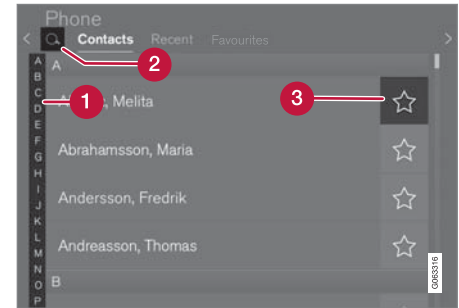 Phone
Contacts Recent Favourites
2
A
1
Melita
3
Abrahamsson, Maria
Andersson, Fredrik
Andreasson, Thomas
B
A
B
C
D
E
F
G
H
I
J
K
L
M
N
O
P
G063316